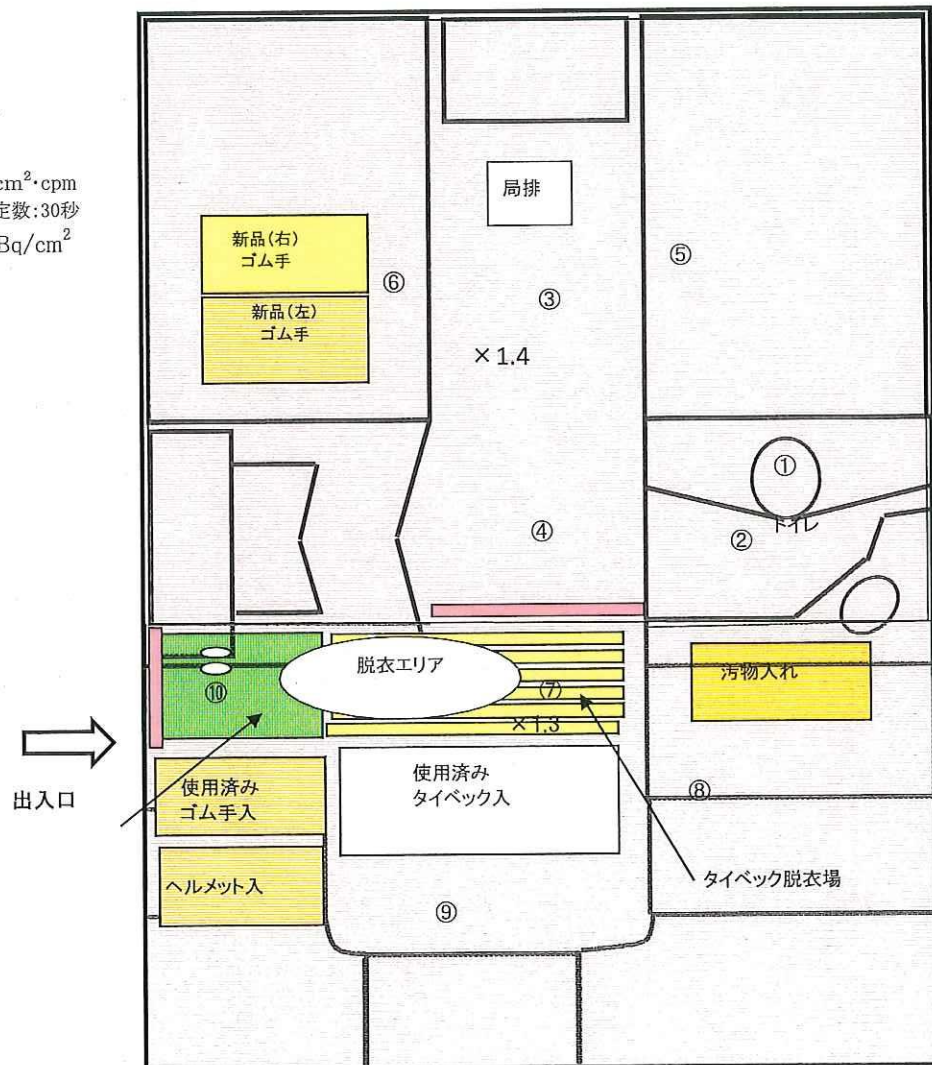 cm²・cpm
定数:30秒
Bq/cm²
局排
新品(右)
ゴム手
新品(左)
ゴム手
⑥
③
⑤
×1.4
①
トイレ
②
④
脱衣エリア
⑦
×1.3
⑩
汚物入れ
出入口
使用済み
ゴム手入
使用済み
タイベック入
⑧
ヘルメット入
タイベック脱衣場
⑨